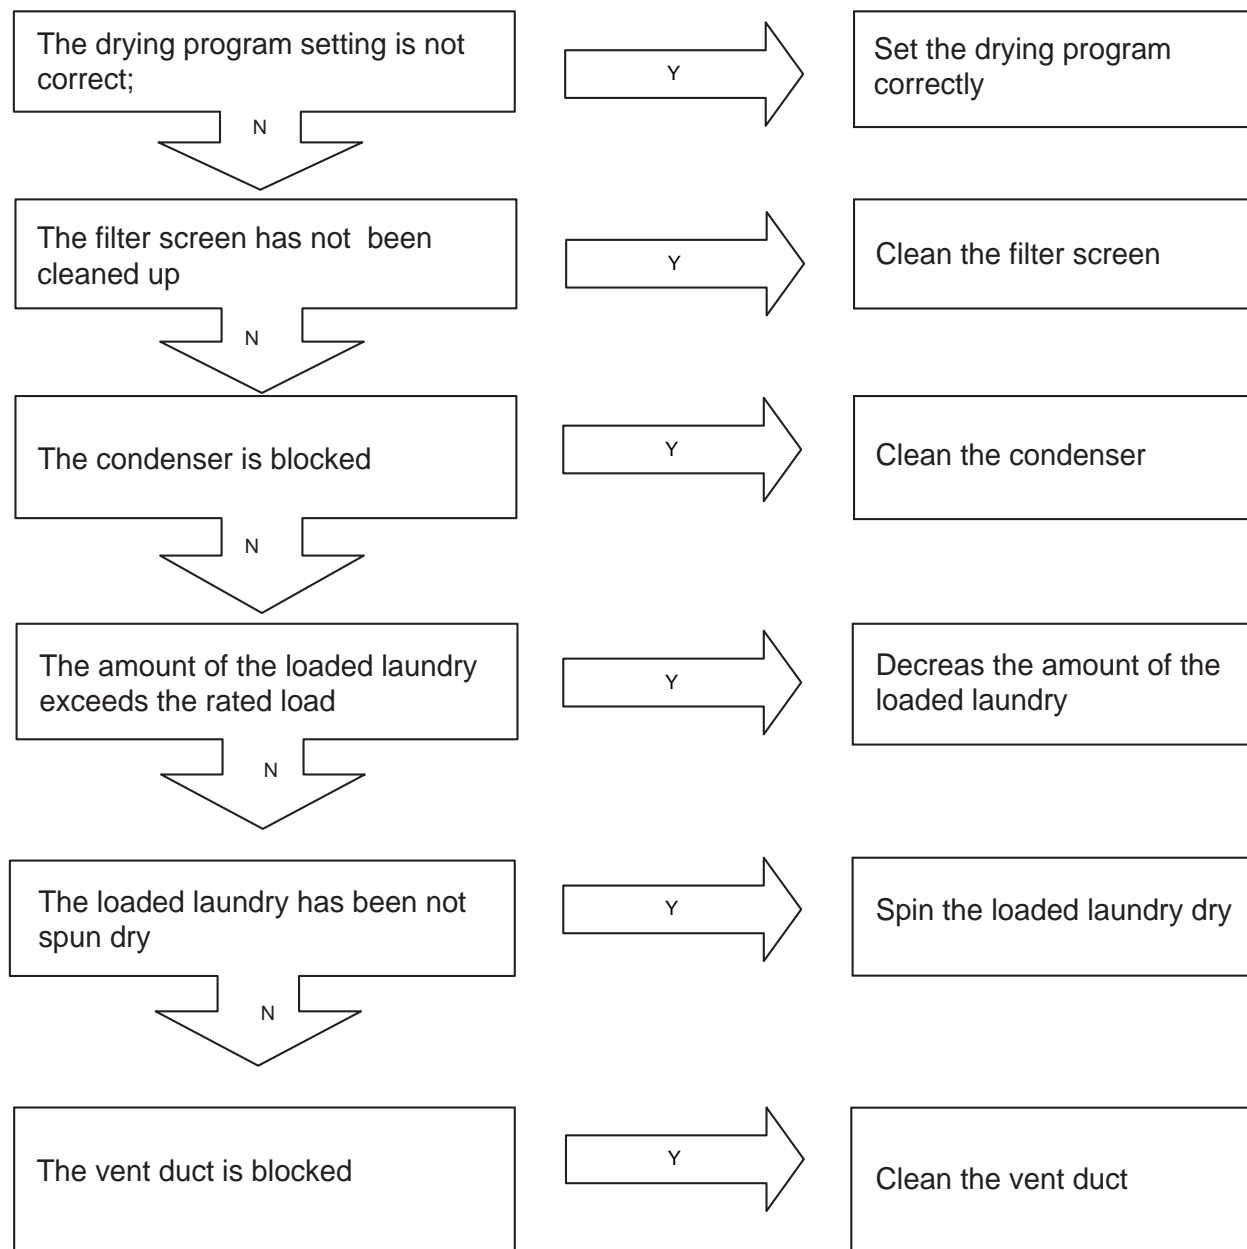 The drying program setting is not
correct;
Y
Set the drying program
correctly
N
The filter screen has not  been
cleaned up
Y
Clean the filter screen
N
The condenser is blocked
Y
Clean the condenser
N
The amount of the loaded laundry
exceeds the rated load
Y
Decreas the amount of the
loaded laundry
N
The loaded laundry has been not
spun dry
Y
Spin the loaded laundry dry
N
The vent duct is blocked
Y
Clean the vent duct